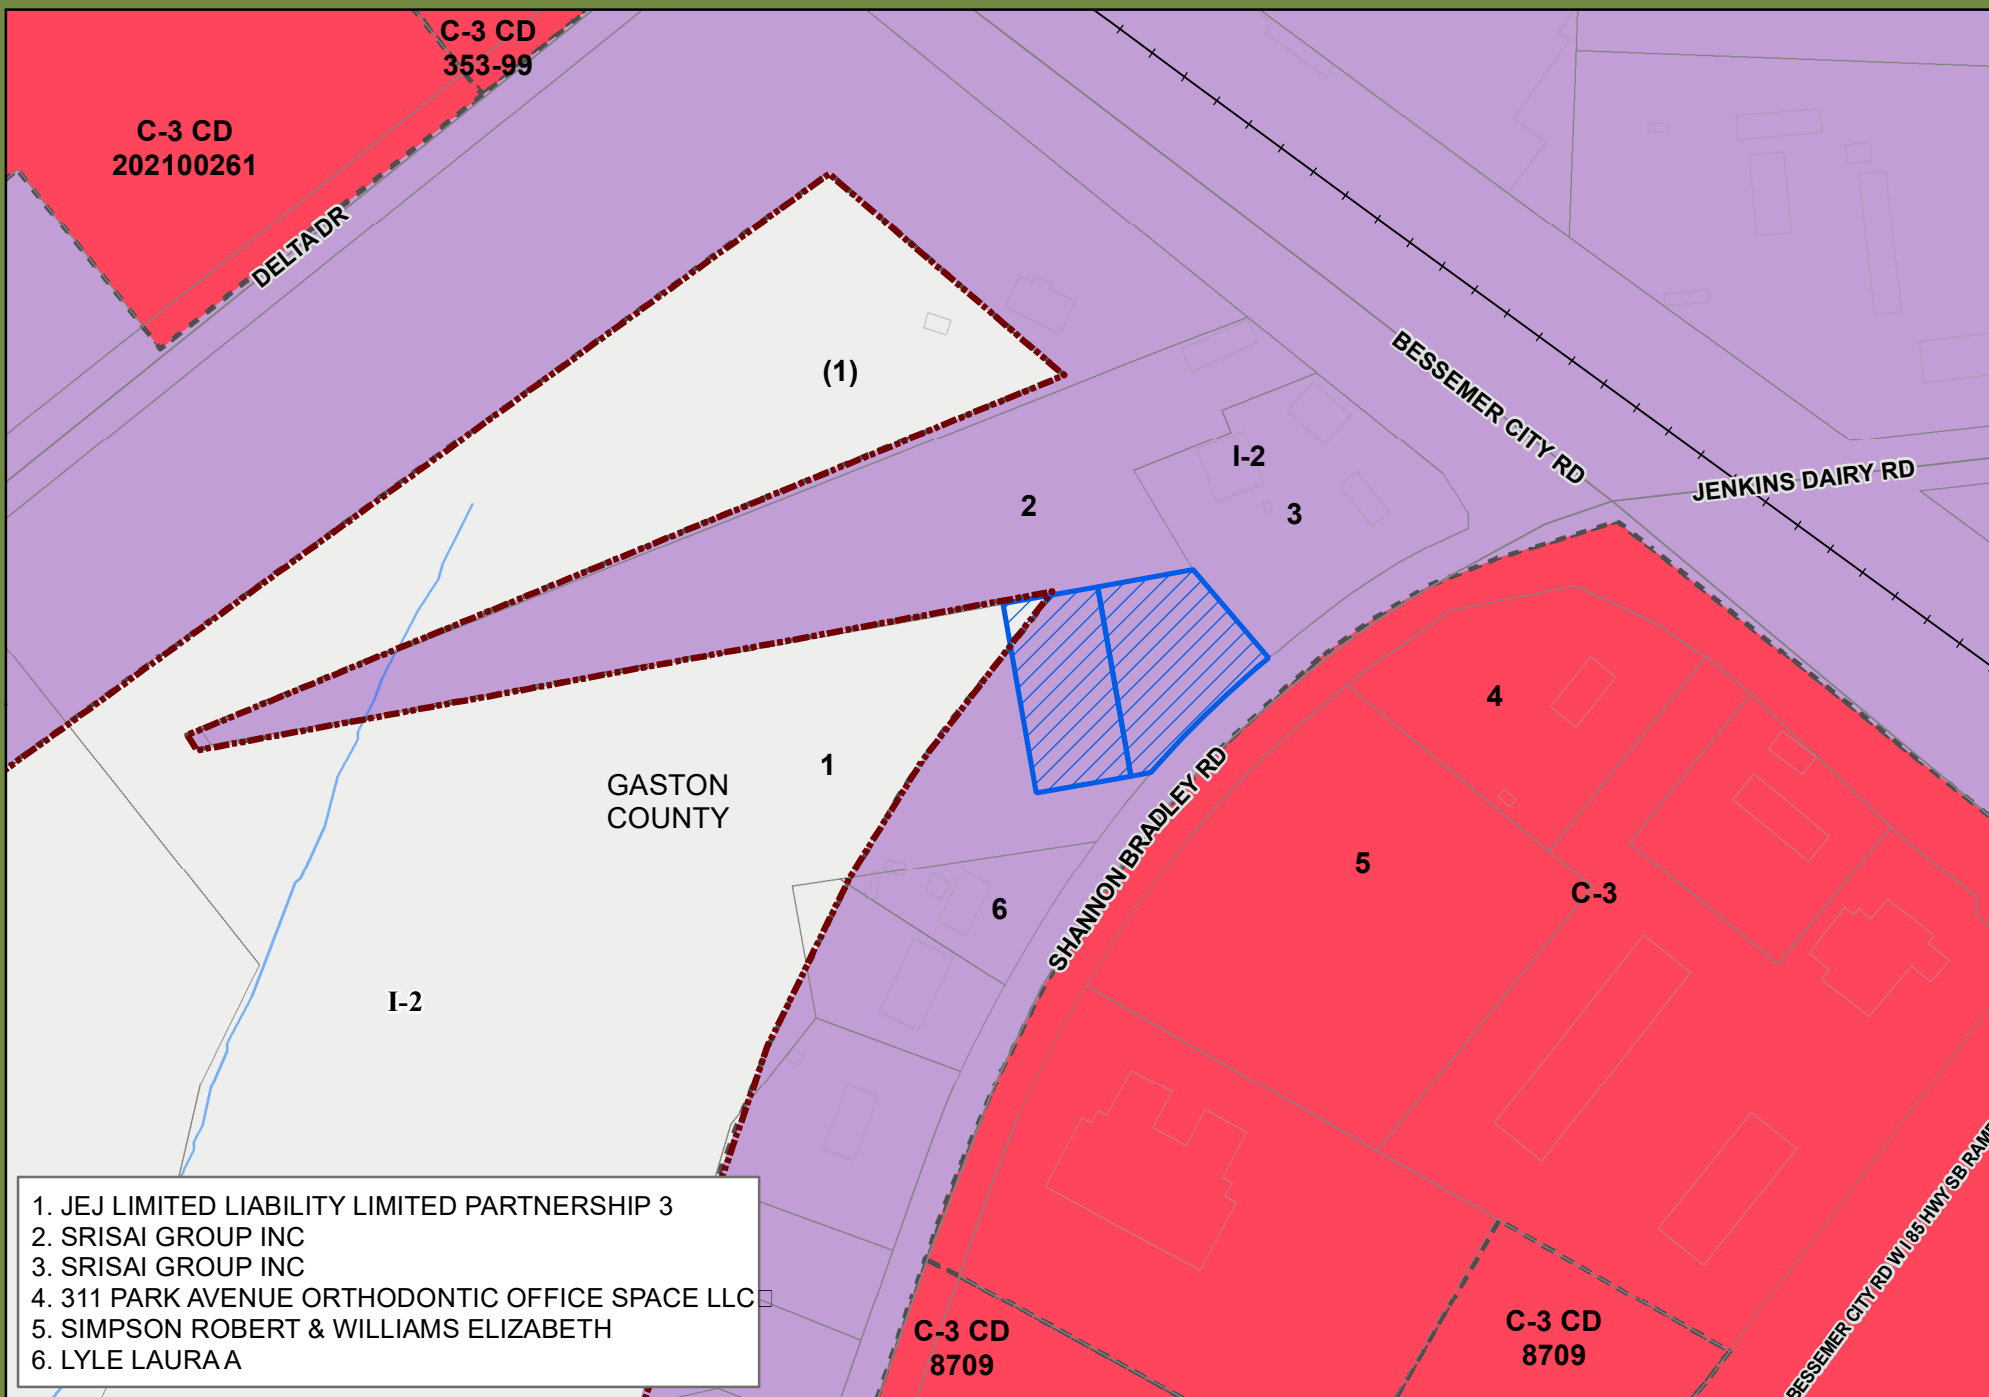 C-3 CD
353-99
C-3 CD
202100261
DELTA DR
(1)
BESSEMER CITY RD
I-2
JENKINS DAIRY RD
2
3
4
1
GASTON
COUNTY
SHANNON BRADLEY RD
5
C-3
6
I-2
BESSEMER CITY RD W I 85 HWY SB RAMP
1. JEJ LIMITED LIABILITY LIMITED PARTNERSHIP 3
2. SRISAI GROUP INC
3. SRISAI GROUP INC
4. 311 PARK AVENUE ORTHODONTIC OFFICE SPACE LLC
5. SIMPSON ROBERT & WILLIAMS ELIZABETH
6. LYLE LAURA A
C-3 CD
8709
C-3 CD
8709